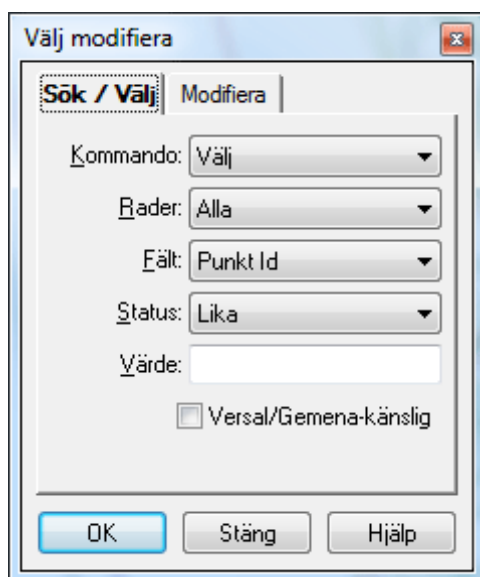 Välj modifiera
Sök / Välj Modifiera
Kommando: Välj
Rader: Alla
Fält: Punkt Id
Status: Lika
Värde:
Versal/Gemena-känslig
OK Stäng Hjälp